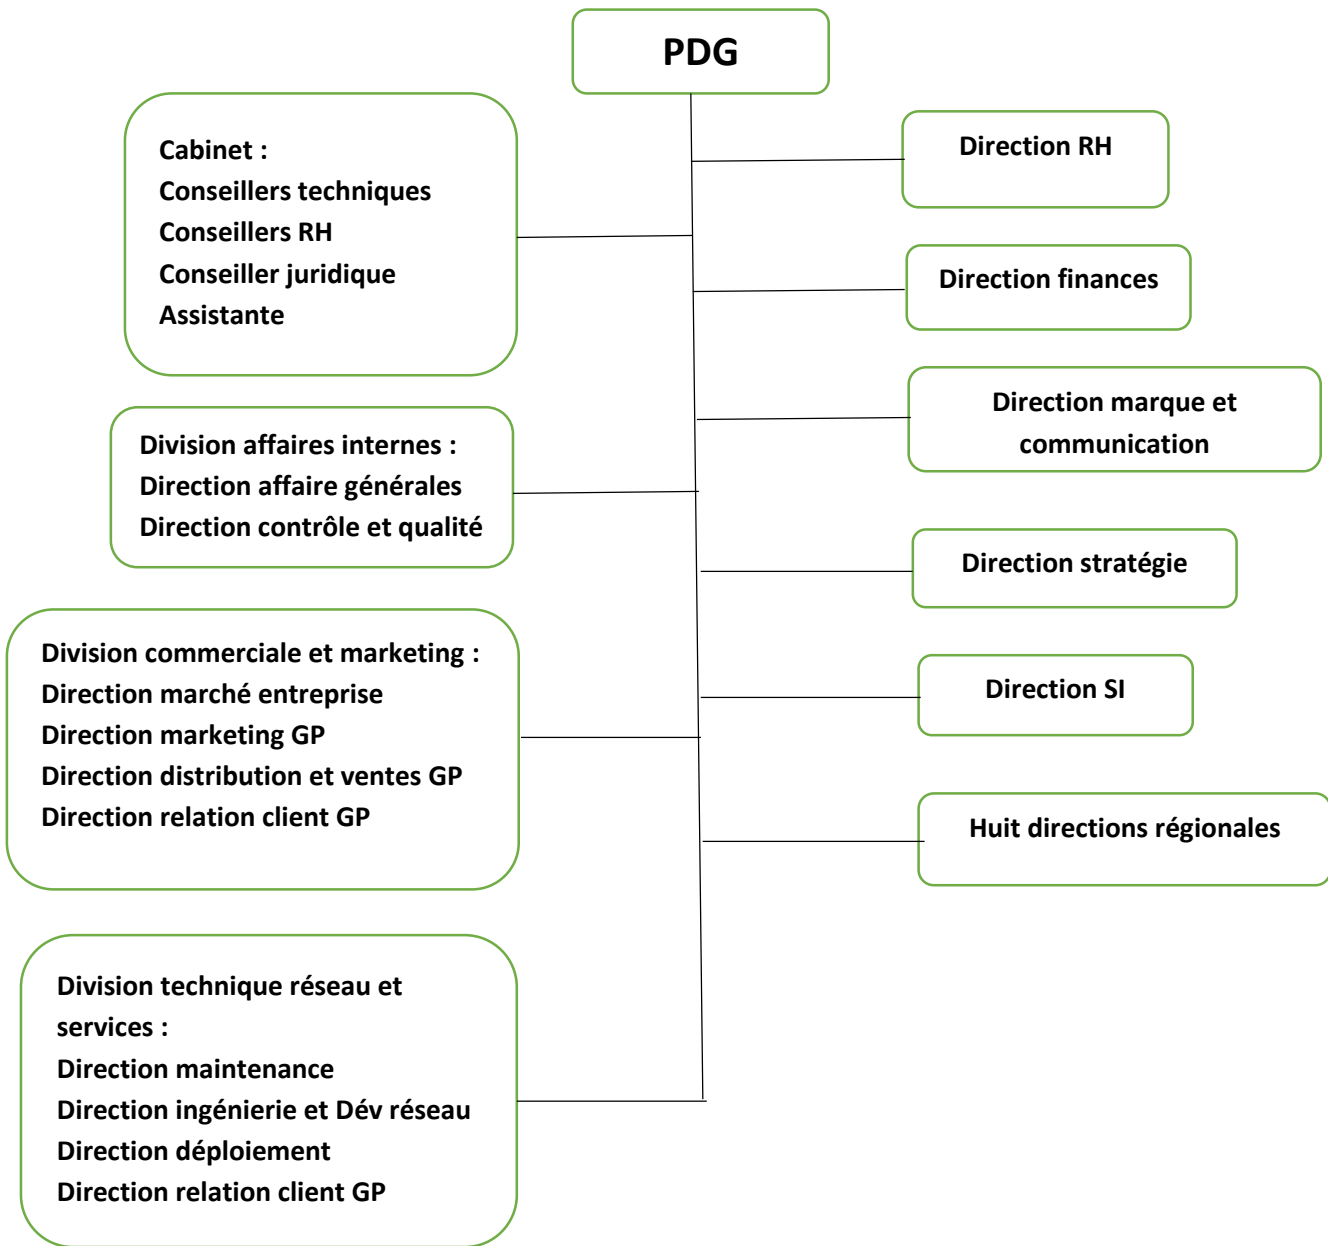 PDG
Cabinet :
Conseillers techniques
Conseillers RH
Conseiller juridique
Assistante
Division affaires internes :
Direction affaire générales
Direction contrôle et qualité
Division commerciale et marketing :
Direction marché entreprise
Direction marketing GP
Direction distribution et ventes GP
Direction relation client GP
Division technique réseau et
services :
Direction maintenance
Direction ingénierie et Dév réseau
Direction déploiement
Direction relation client GP
Direction RH
Direction finances
Direction marque et
communication
Direction stratégie
Direction SI
Huit directions régionales